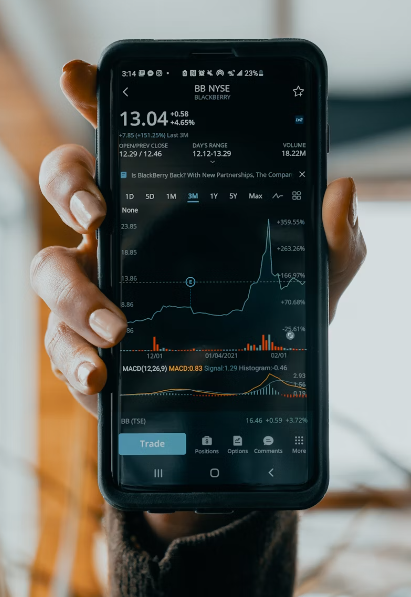 3:14 23%
BB NYSE
BLACKBERRY
13.04 +0.58
+4.65%
+7.85 (+151.25%) Last 3M
OPEN/PREV CLOSE DAY'S RANGE VOLUME
12.29 / 12.46 12.12-13.29 18.22M
Is BlackBerry Back? With New Partnerships, The Compar
1D 5D 1M 3M 1Y 5Y Max
None
23.85 +359.55%
18.85 +263.26%
13.86 +166.97%
E
8.86 +70.68%
-25.61%
12/01 01/04/2021 02/01
MACD(12,26,9) MACD:0.83 Signal:1.29 Histogram:-0.46
2.93
1.56
0.19
BB (TSE) 16.46 +0.59 +3.72%
Trade Positions Options Comments More